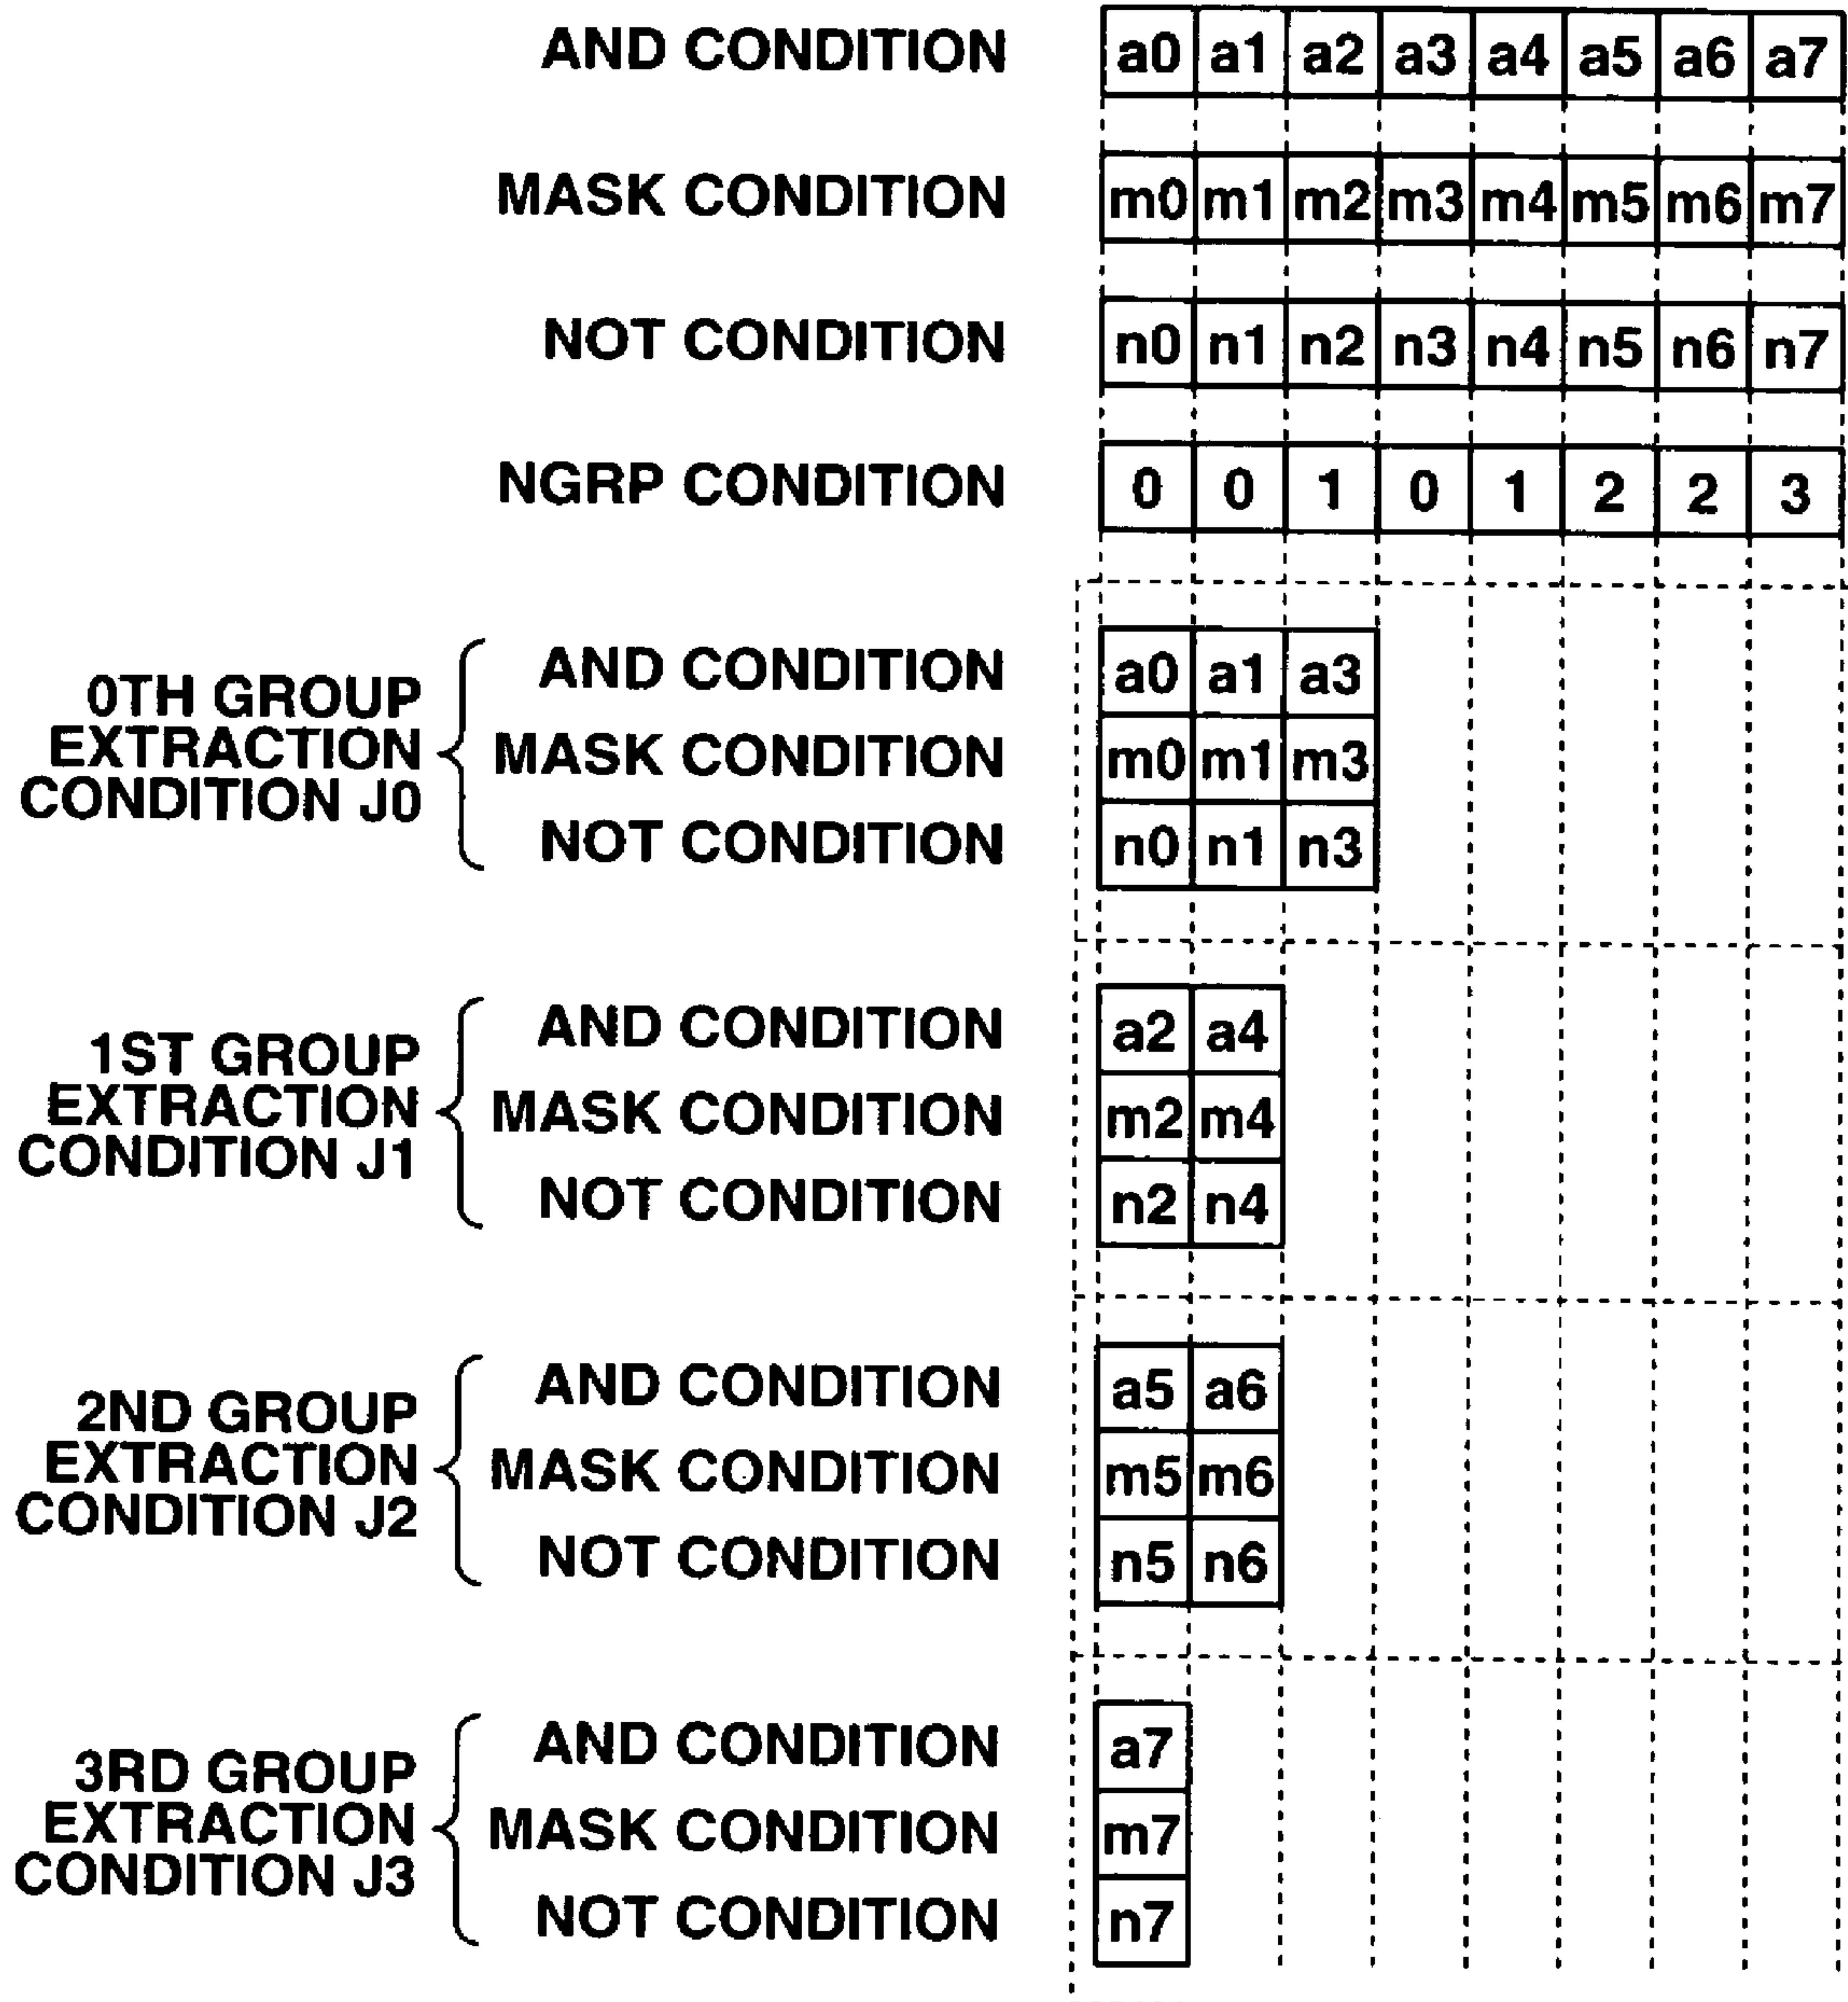 AND CONDITION a0 a1 a2 a3 a4 a5 a6 a7
MASK CONDITION m0 m1 m2 m3 m4 m5 m6 m7
NOT CONDITION n0 n1 n2 n3 n4 n5 n6 n7
NGRP CONDITION 0 0 1 0 1 2 2 3
0TH GROUP
EXTRACTION
CONDITION J0
AND CONDITION a0 a1 a3
MASK CONDITION m0 m1 m3
NOT CONDITION n0 n1 n3
1ST GROUP
EXTRACTION
CONDITION J1
AND CONDITION a2 a4
MASK CONDITION m2 m4
NOT CONDITION n2 n4
2ND GROUP
EXTRACTION
CONDITION J2
AND CONDITION a5 a6
MASK CONDITION m5 m6
NOT CONDITION n5 n6
3RD GROUP
EXTRACTION
CONDITION J3
AND CONDITION a7
MASK CONDITION m7
NOT CONDITION n7